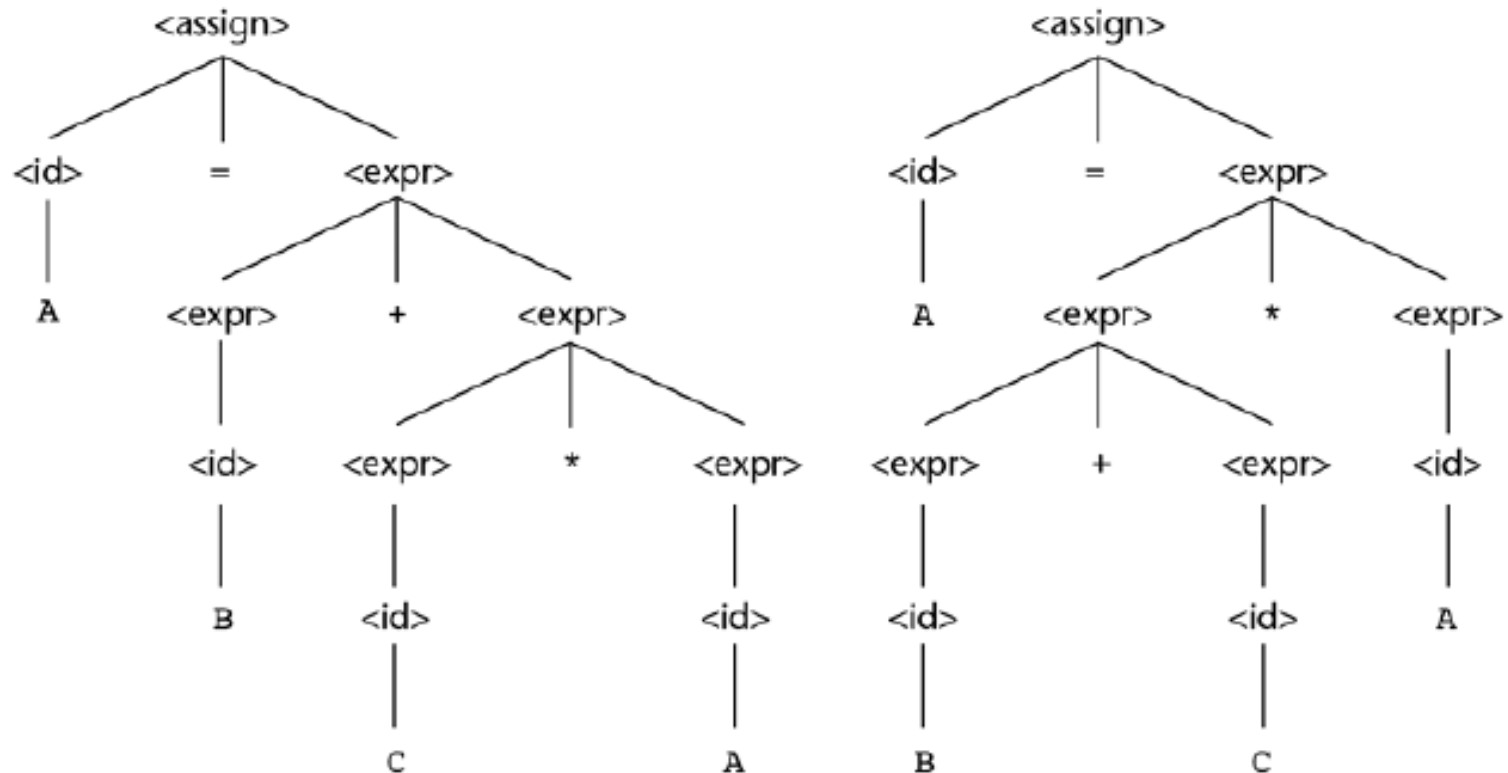 <assign> <assign>
<id> = <expr> <id> = <expr>
A <expr> + <expr> A <expr> * <expr>
<id> <expr> * <expr> <expr> + <expr> <id>
B <id> <id> <id> <id> A
C A B C